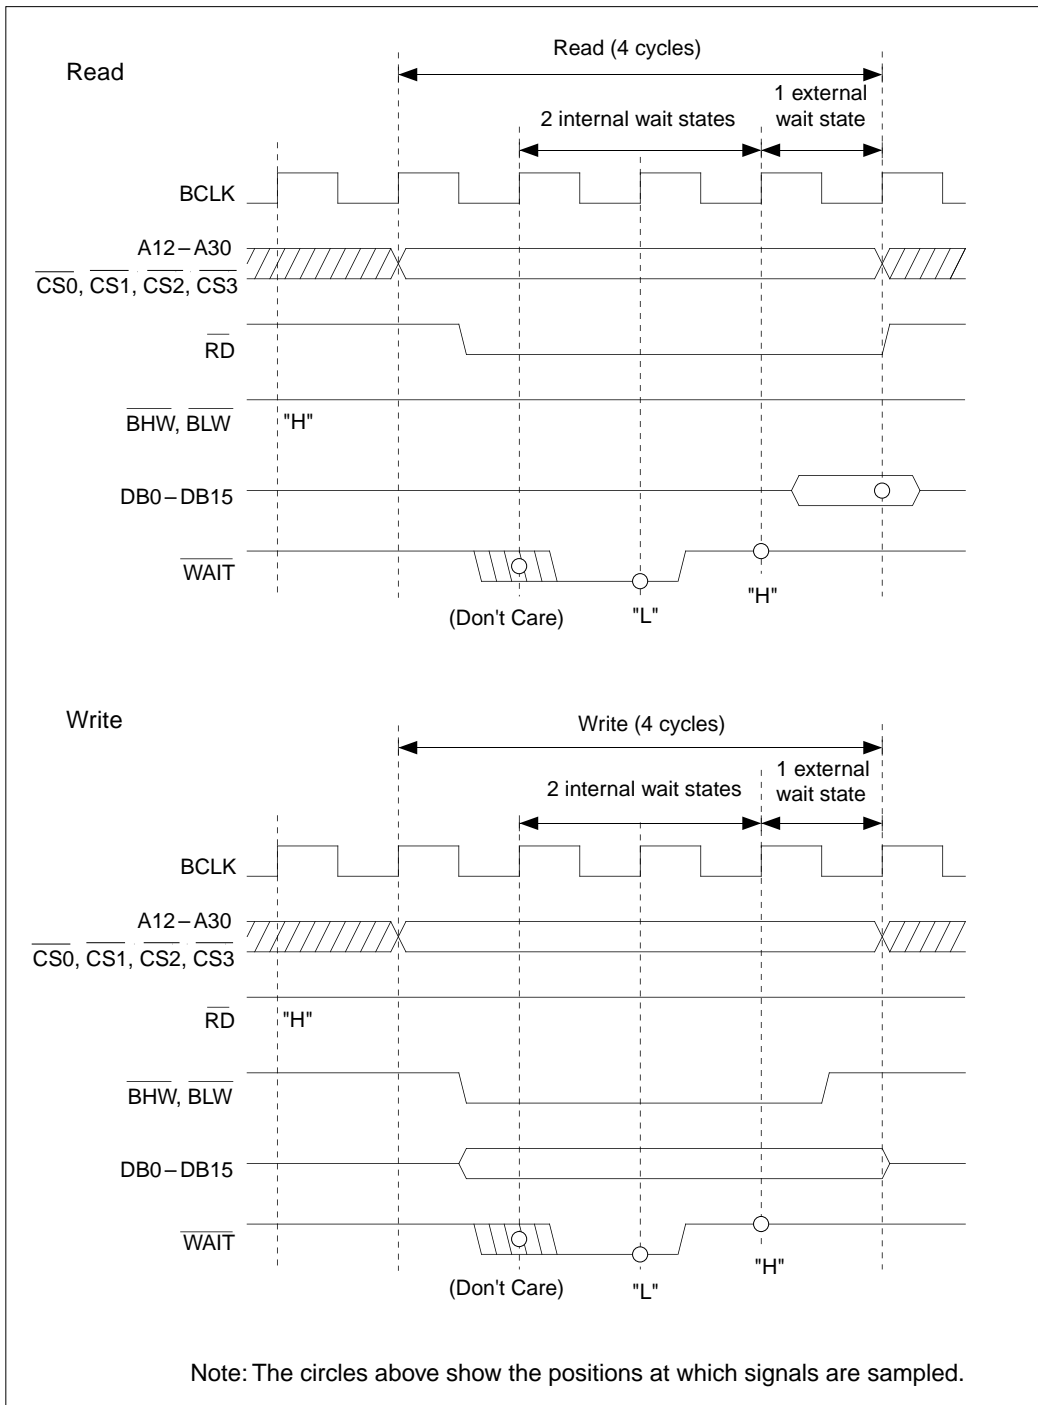 Read
Read (4 cycles)
1 external
wait state
2 internal wait states
BCLK
A12–A30
CS0, CS1, CS2, CS3
RD
BHW, BLW
"H"
DB0–DB15
WAIT
(Don't Care)
"L"
"H"
Write
Write (4 cycles)
1 external
wait state
2 internal wait states
BCLK
A12–A30
CS0, CS1, CS2, CS3
RD
"H"
BHW, BLW
DB0–DB15
WAIT
(Don't Care)
"L"
"H"
Note: The circles above show the positions at which signals are sampled.